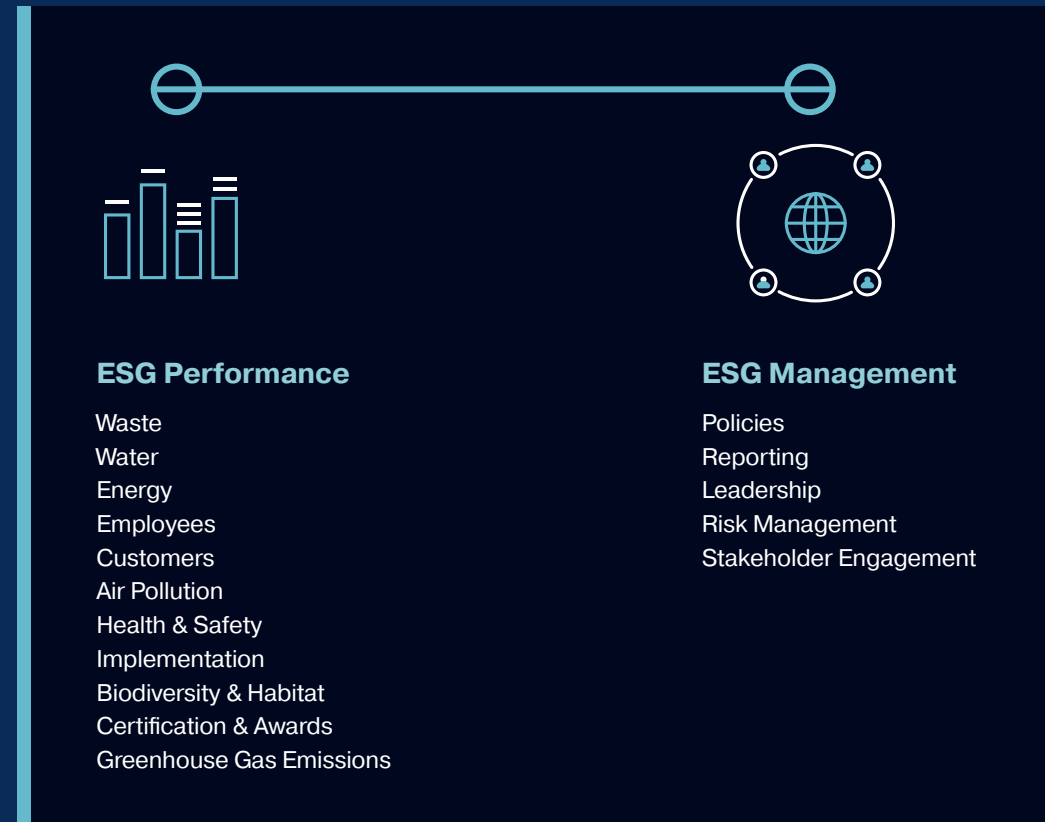 ESG Performance
Waste
Water
Energy
Employees
Customers
Air Pollution
Health & Safety
Implementation
Biodiversity & Habitat
Certification & Awards
Greenhouse Gas Emissions
ESG Management
Policies
Reporting
Leadership
Risk Management
Stakeholder Engagement